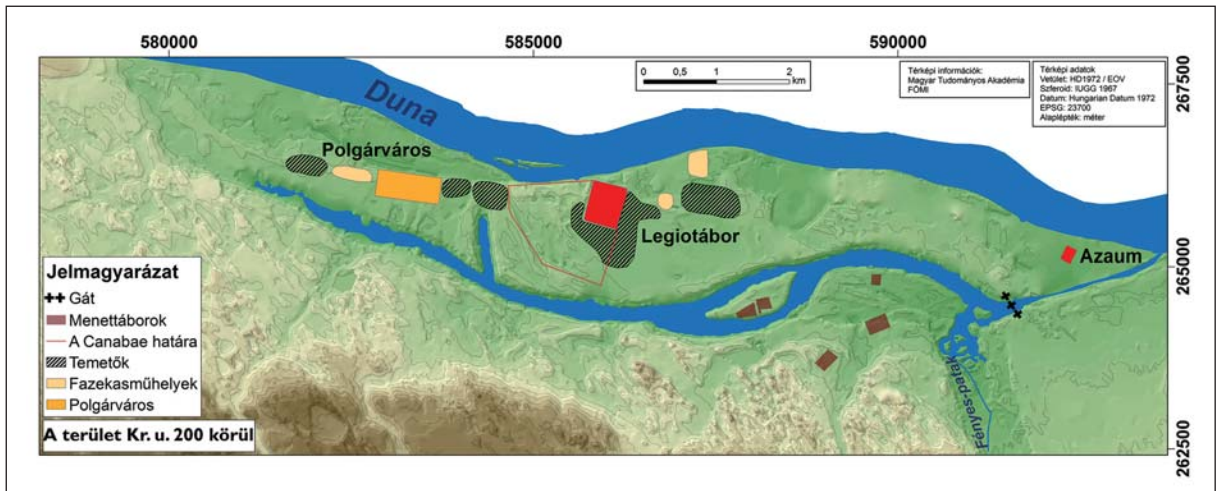 580000
585000
590000
267500
265000
262500
0 0,5 1 2
km
Térképi információk:
Magyar Tudományos Akadémia
FÖMI
Térképi adatok
Vetület: HD1972 / EOV
Szferoid: IUGG 1967
Datum: Hungarian Datum 1972
EPSG: 23700
Alaplépték: méter
Duna
Polgárváros
Legiotábor
Azaum
Fényes-patak
Jelmagyarázat
Gát
Menettáborok
A Canabae határa
Temetők
Fazekasműhelyek
Polgárváros
A terület Kr. u. 200 körül